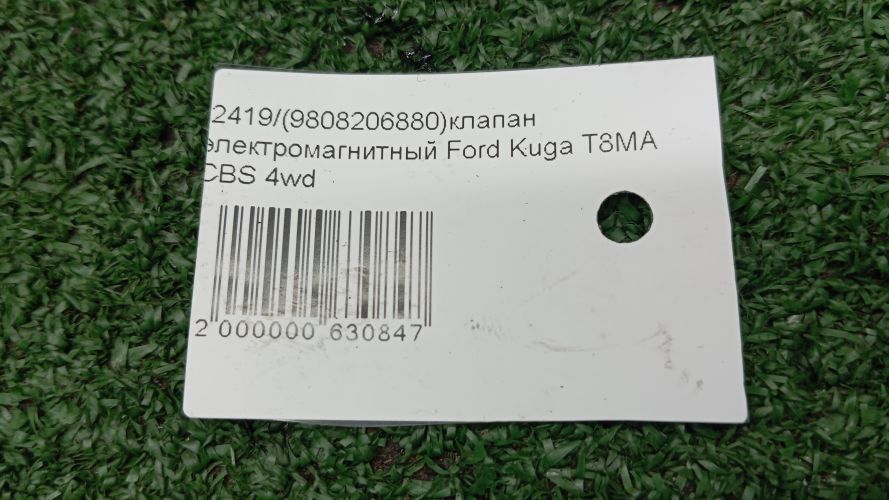 2419/(9808206880)клапан
электромагнитный Ford Kuga T8MA
CBS 4wd
2 000000 630847